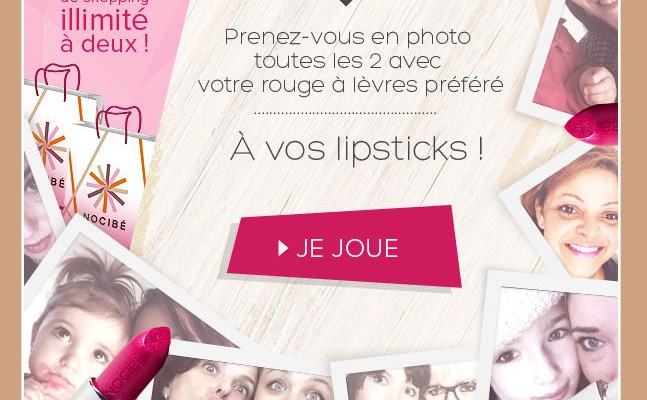 de shopping
illimité
à deux !
Prenez-vous en photo
toutes les 2 avec
votre rouge à lèvres préféré
À vos lipsticks !
JE JOUE
NOCIBÉ
NOCIBÉ
NOCIBÉ